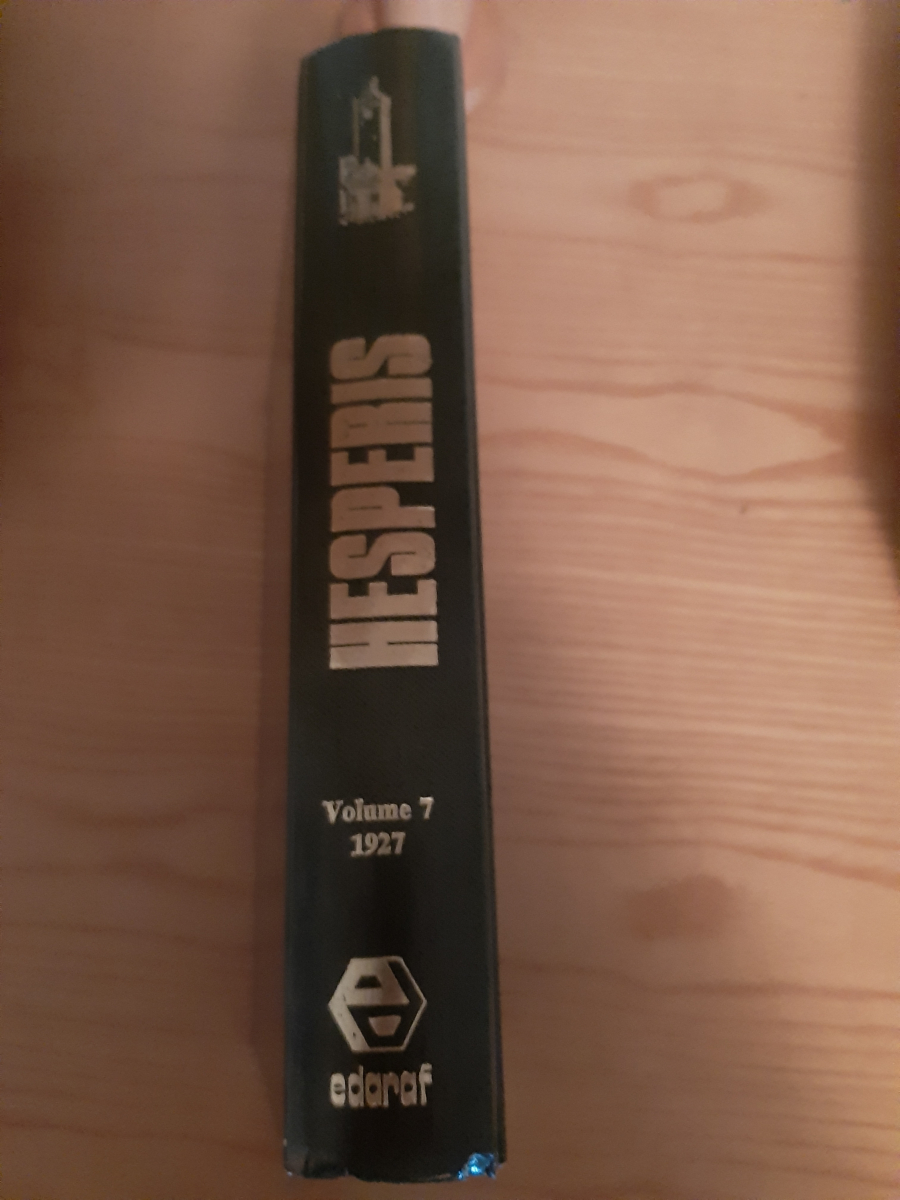 HESPERIS
Volume 7
1927
edaraf